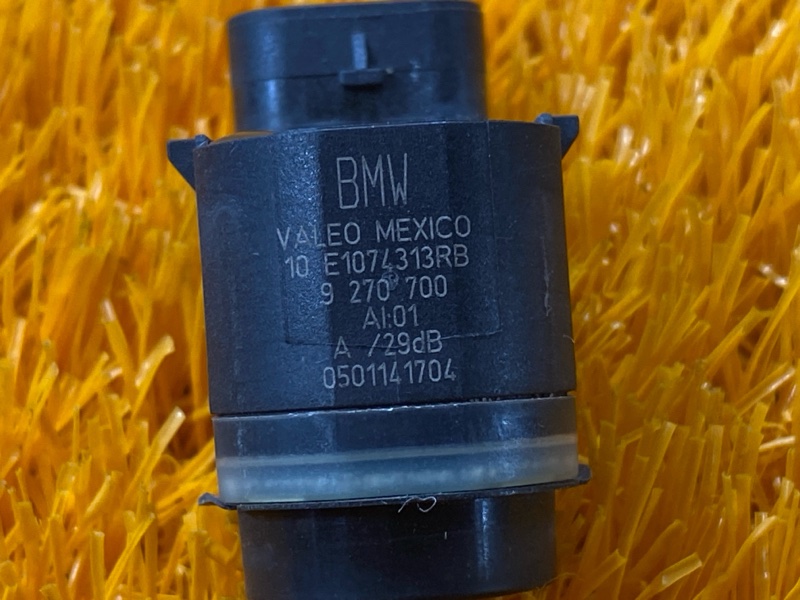 BMW
VALEO MEXICO
10 E1074313RB
9 270 700
AI:01
A /29dB
0501141704